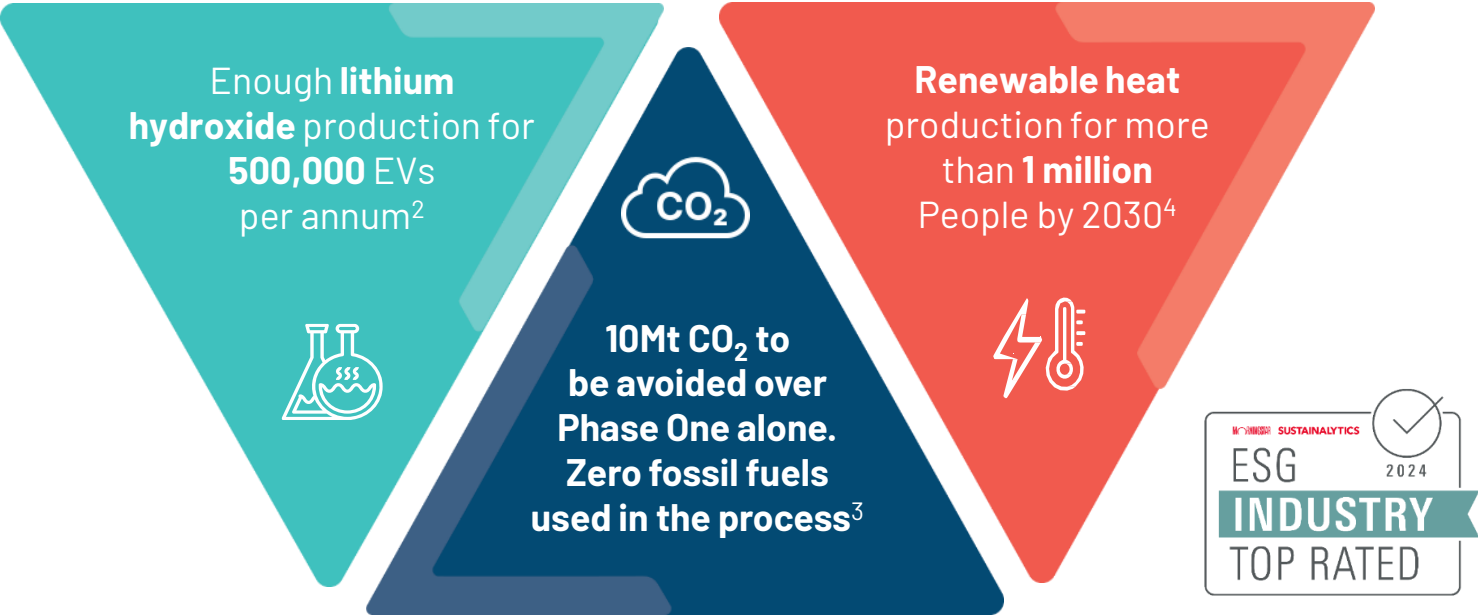 Enough lithium
hydroxide production for
500,000 EVs
per annum²
CO₂
10Mt CO₂ to
be avoided over
Phase One alone.
Zero fossil fuels
used in the process³
Renewable heat
production for more
than 1 million
People by 2030⁴
SUSTAINALYTICS
2024
ESG
INDUSTRY
TOP RATED